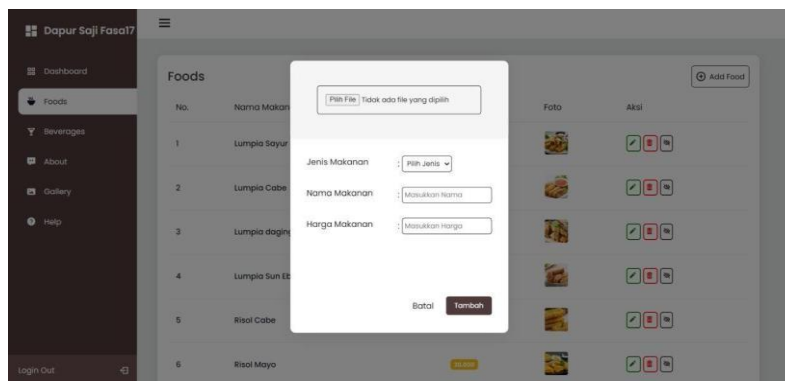 Dapur Saji Fasa17
Dashboard
Foods
Beverages
About
Gallery
Help
Login Out
Foods
Add Food
No.
Nama Makan
Foto
Aksi
1
Lumpia Sayur
2
Lumpia Cabe
3
Lumpia daging
4
Lumpia Sun Eb
5
Risol Cabe
6
Risol Mayo
Pilih File Tidak ada file yang dipilih
Jenis Makanan : Pilih Jenis
Nama Makanan : Masukkan Nama
Harga Makanan : Masukkan Harga
Batal
Tambah